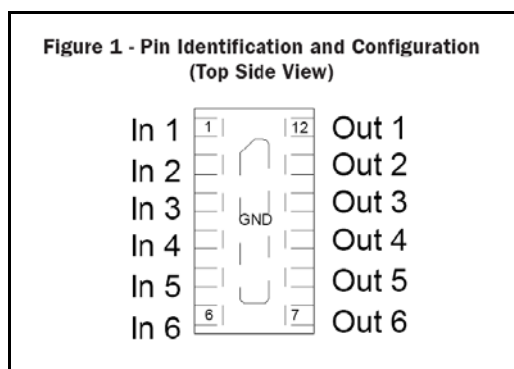 Figure 1 - Pin Identification and Configuration
(Top Side View)
In 1 1 12 Out 1
In 2 Out 2
In 3 Out 3
GND
In 4 Out 4
In 5 Out 5
In 6 6 7 Out 6